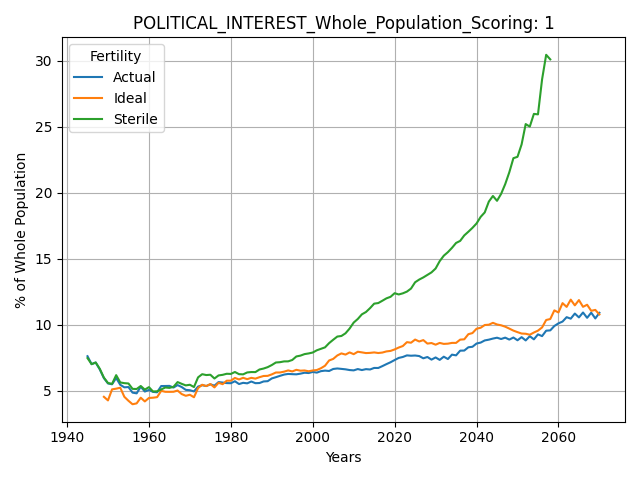 POLITICAL_INTEREST_Whole_Population_Scoring: 1
Fertility
Actual
Ideal
Sterile
% of Whole Population
30
25
20
15
10
5
1940 1960 1980 2000 2020 2040 2060
Years